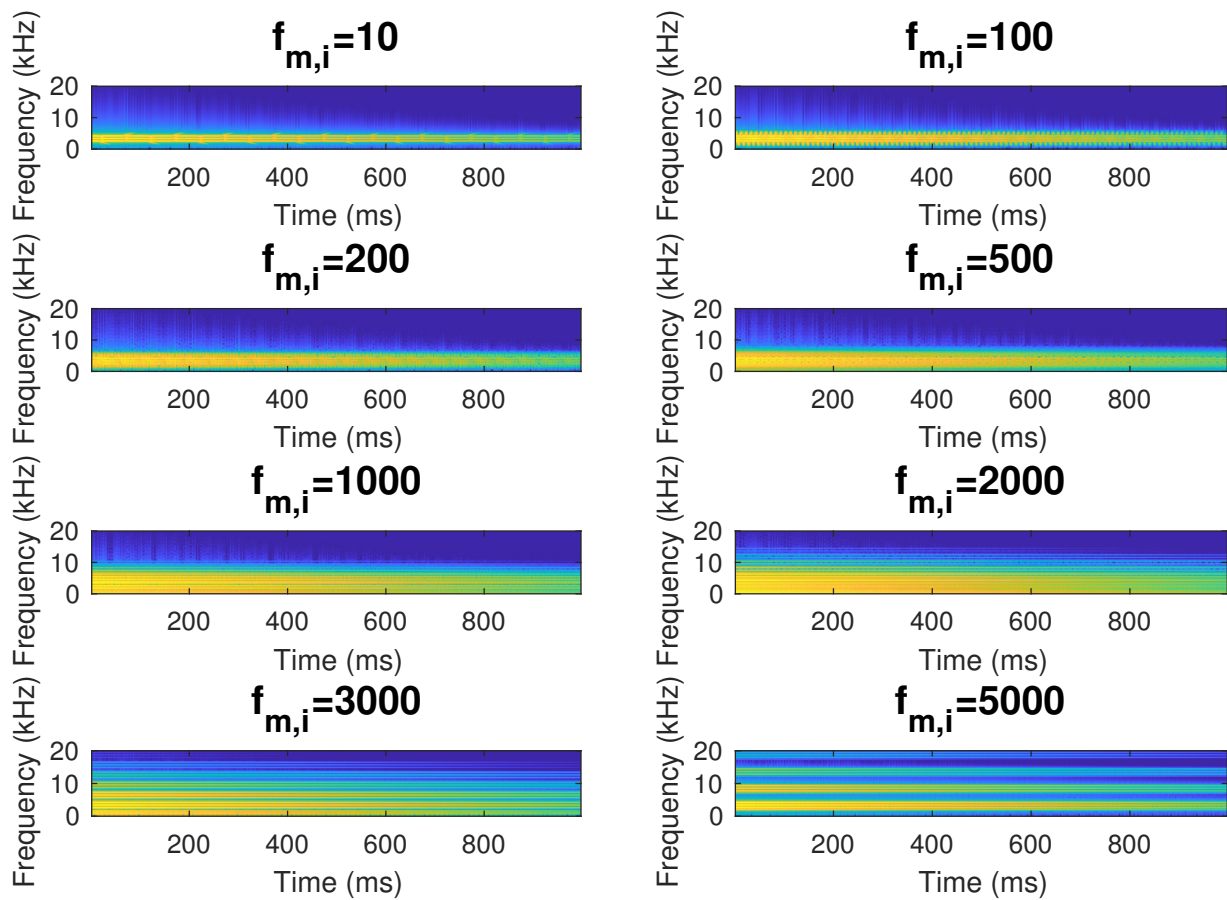 f_m,i=10
Frequency (kHz)
20
10
0
200 400 600 800
Time (ms)
f_m,i=100
Frequency (kHz)
20
10
0
200 400 600 800
Time (ms)
f_m,i=200
Frequency (kHz)
20
10
0
200 400 600 800
Time (ms)
f_m,i=500
Frequency (kHz)
20
10
0
200 400 600 800
Time (ms)
f_m,i=1000
Frequency (kHz)
20
10
0
200 400 600 800
Time (ms)
f_m,i=2000
Frequency (kHz)
20
10
0
200 400 600 800
Time (ms)
f_m,i=3000
Frequency (kHz)
20
10
0
200 400 600 800
Time (ms)
f_m,i=5000
Frequency (kHz)
20
10
0
200 400 600 800
Time (ms)